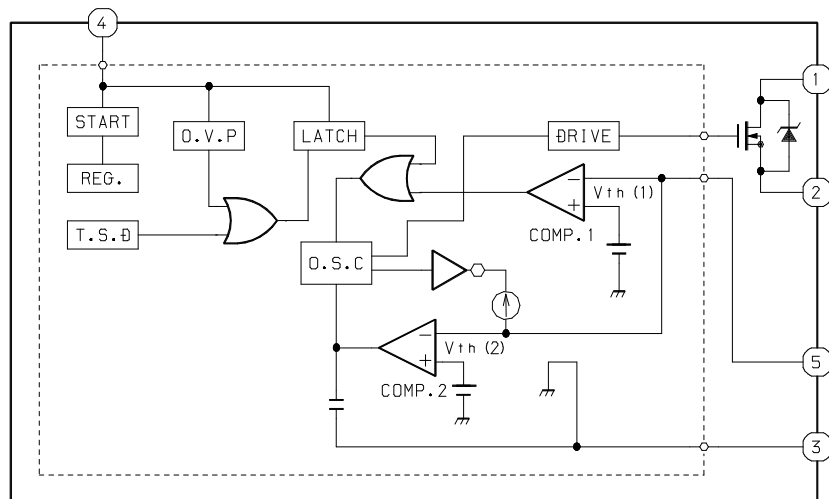 4
START
O.V.P
LATCH
DRIVE
1
REG.
Vth (1)
2
T.S.D
COMP.1
O.S.C
Vth (2)
5
COMP.2
3